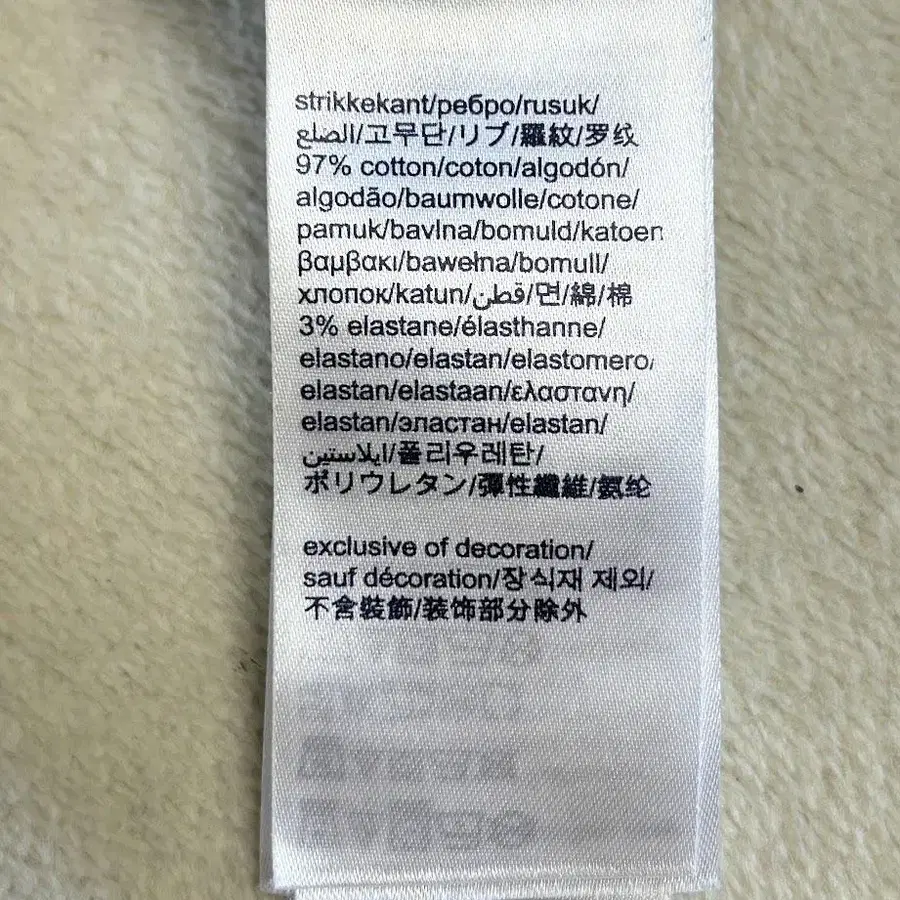 strikkekant/ребро/rusuk/
الضلع/고무단/リブ/羅紋/罗纹
97% cotton/coton/algodón/
algodão/baumwolle/cotone/
pamuk/bavlna/bomuld/katoen
βαμβακι/bawełna/bomull/
хлопок/katun/قطن/면/綿/棉
3% elastane/élasthanne/
elastano/elastan/elastomero/
elastan/elastaan/ελαστανη/
elastan/эластан/elastan/
ايلاستين/폴리우레탄/
ポリウレタン/彈性纖維/氨纶
exclusive of decoration/
sauf décoration/장식재 제외/
不含裝飾/装饰部分除外